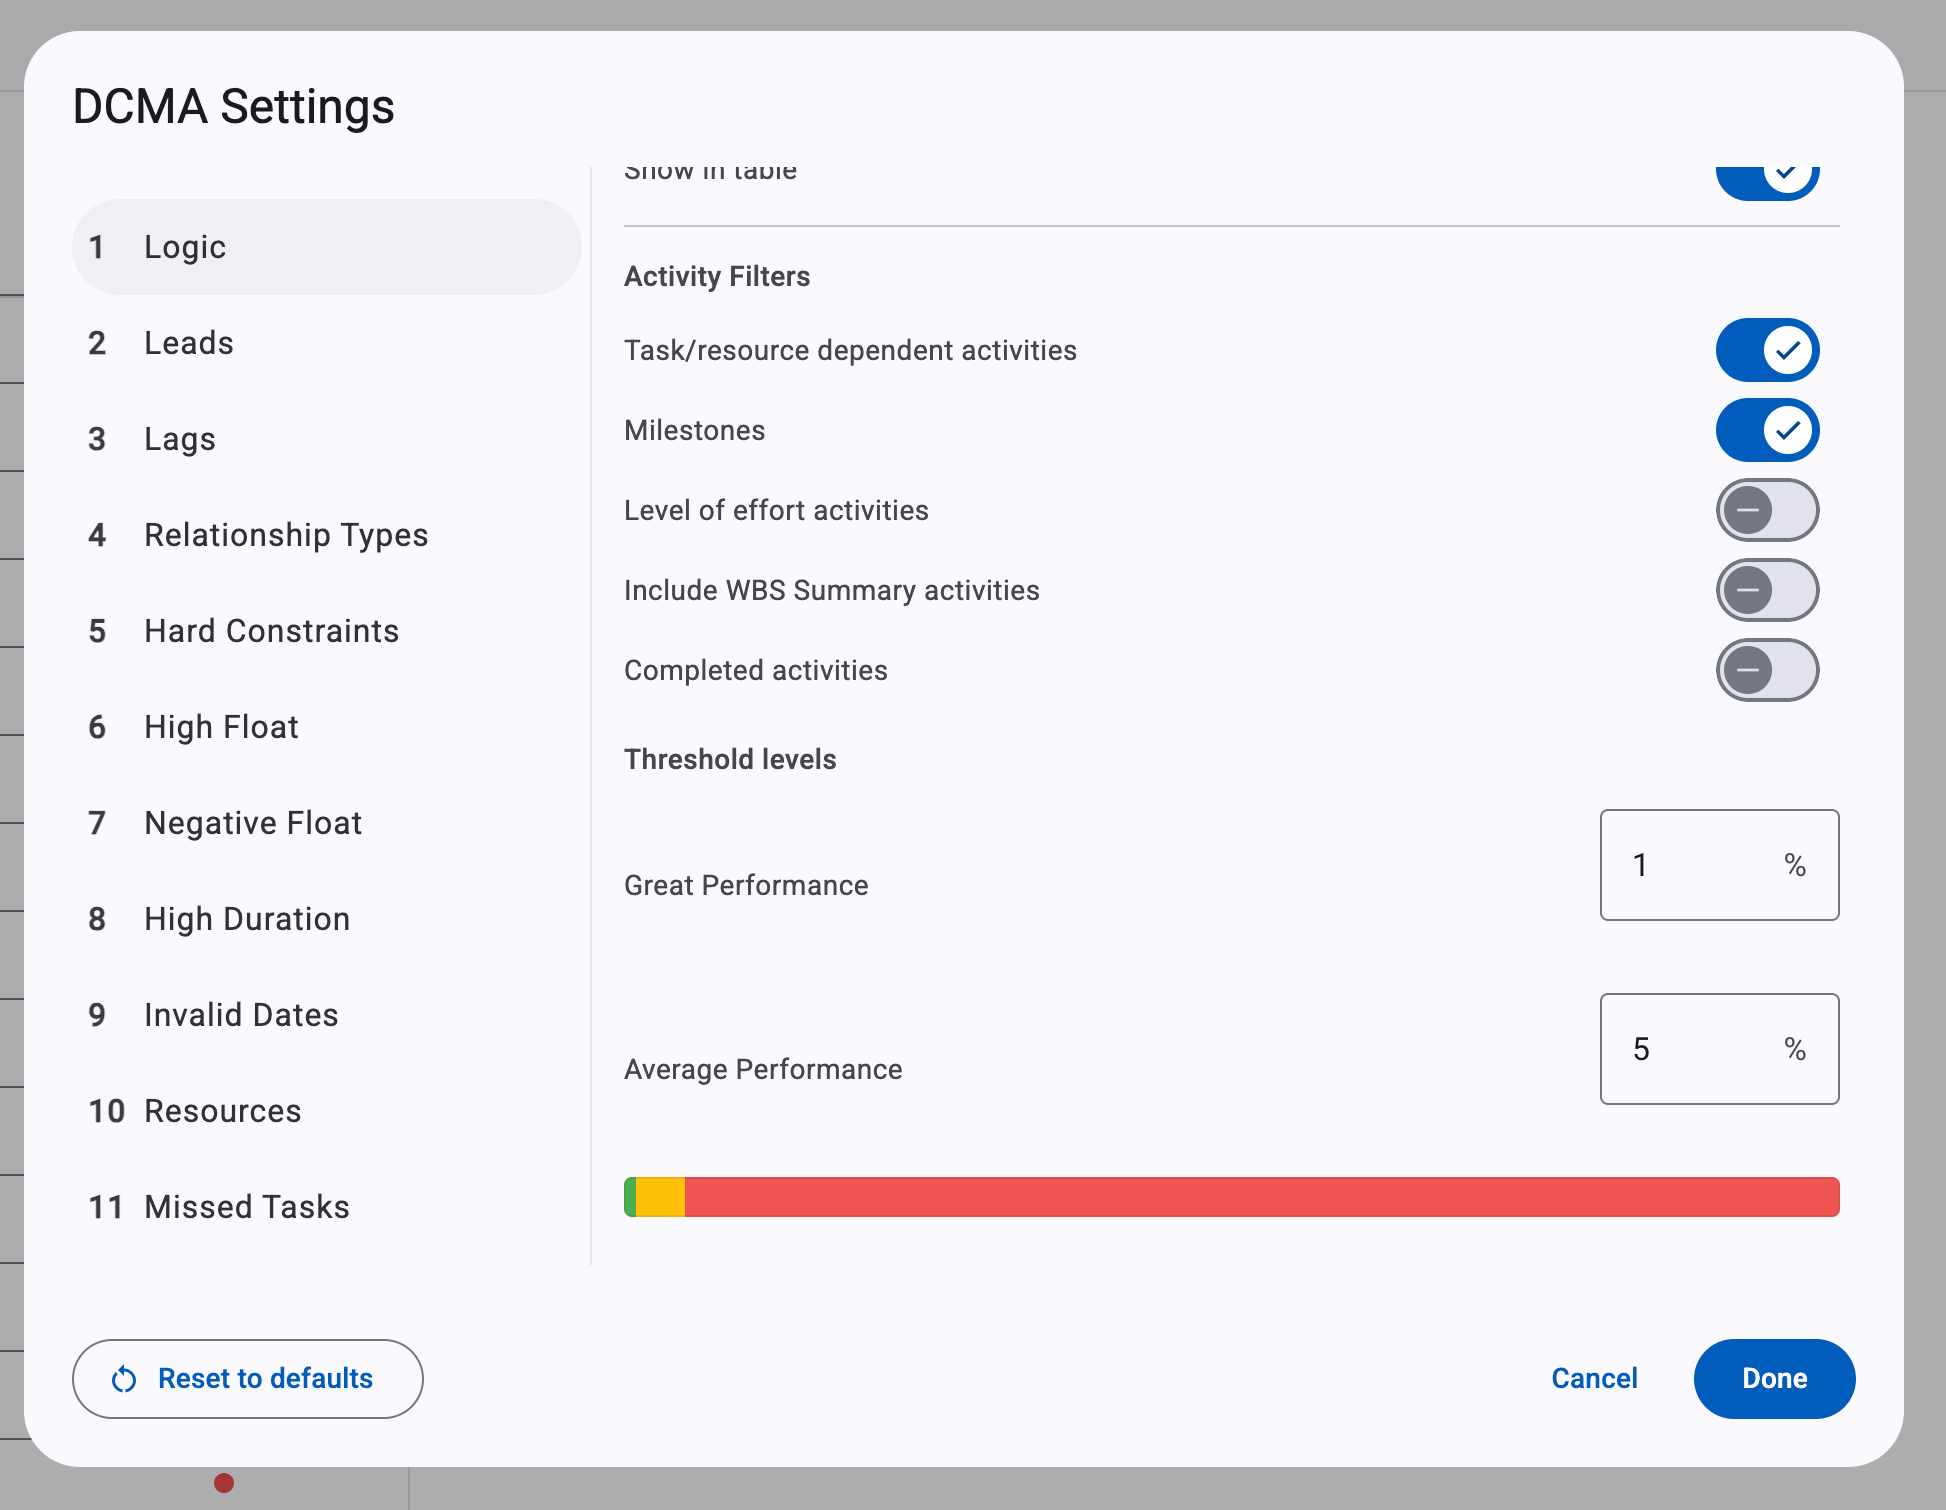 DCMA Settings
1 Logic
2 Leads
3 Lags
4 Relationship Types
5 Hard Constraints
6 High Float
7 Negative Float
8 High Duration
9 Invalid Dates
10 Resources
11 Missed Tasks
Show in table
Activity Filters
Task/resource dependent activities
Milestones
Level of effort activities
Include WBS Summary activities
Completed activities
Threshold levels
Great Performance
1 %
Average Performance
5 %
Reset to defaults
Cancel
Done